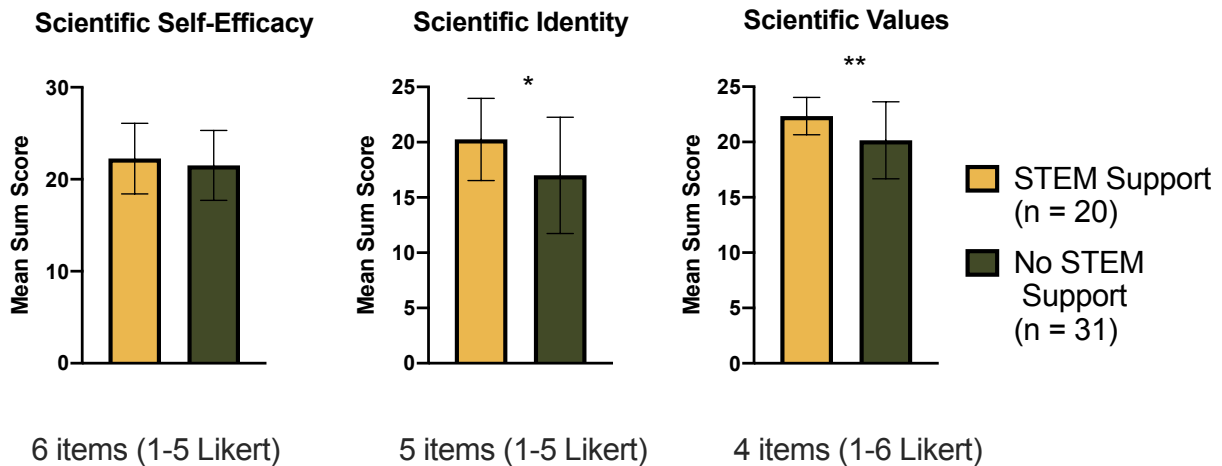 Scientific Self-Efficacy
30
20
10
0
Mean Sum Score
6 items (1-5 Likert)
Scientific Identity
*
25
20
15
10
5
0
Mean Sum Score
5 items (1-5 Likert)
Scientific Values
**
25
20
15
10
5
0
Mean Sum Score
4 items (1-6 Likert)
STEM Support
(n = 20)
No STEM
Support
(n = 31)